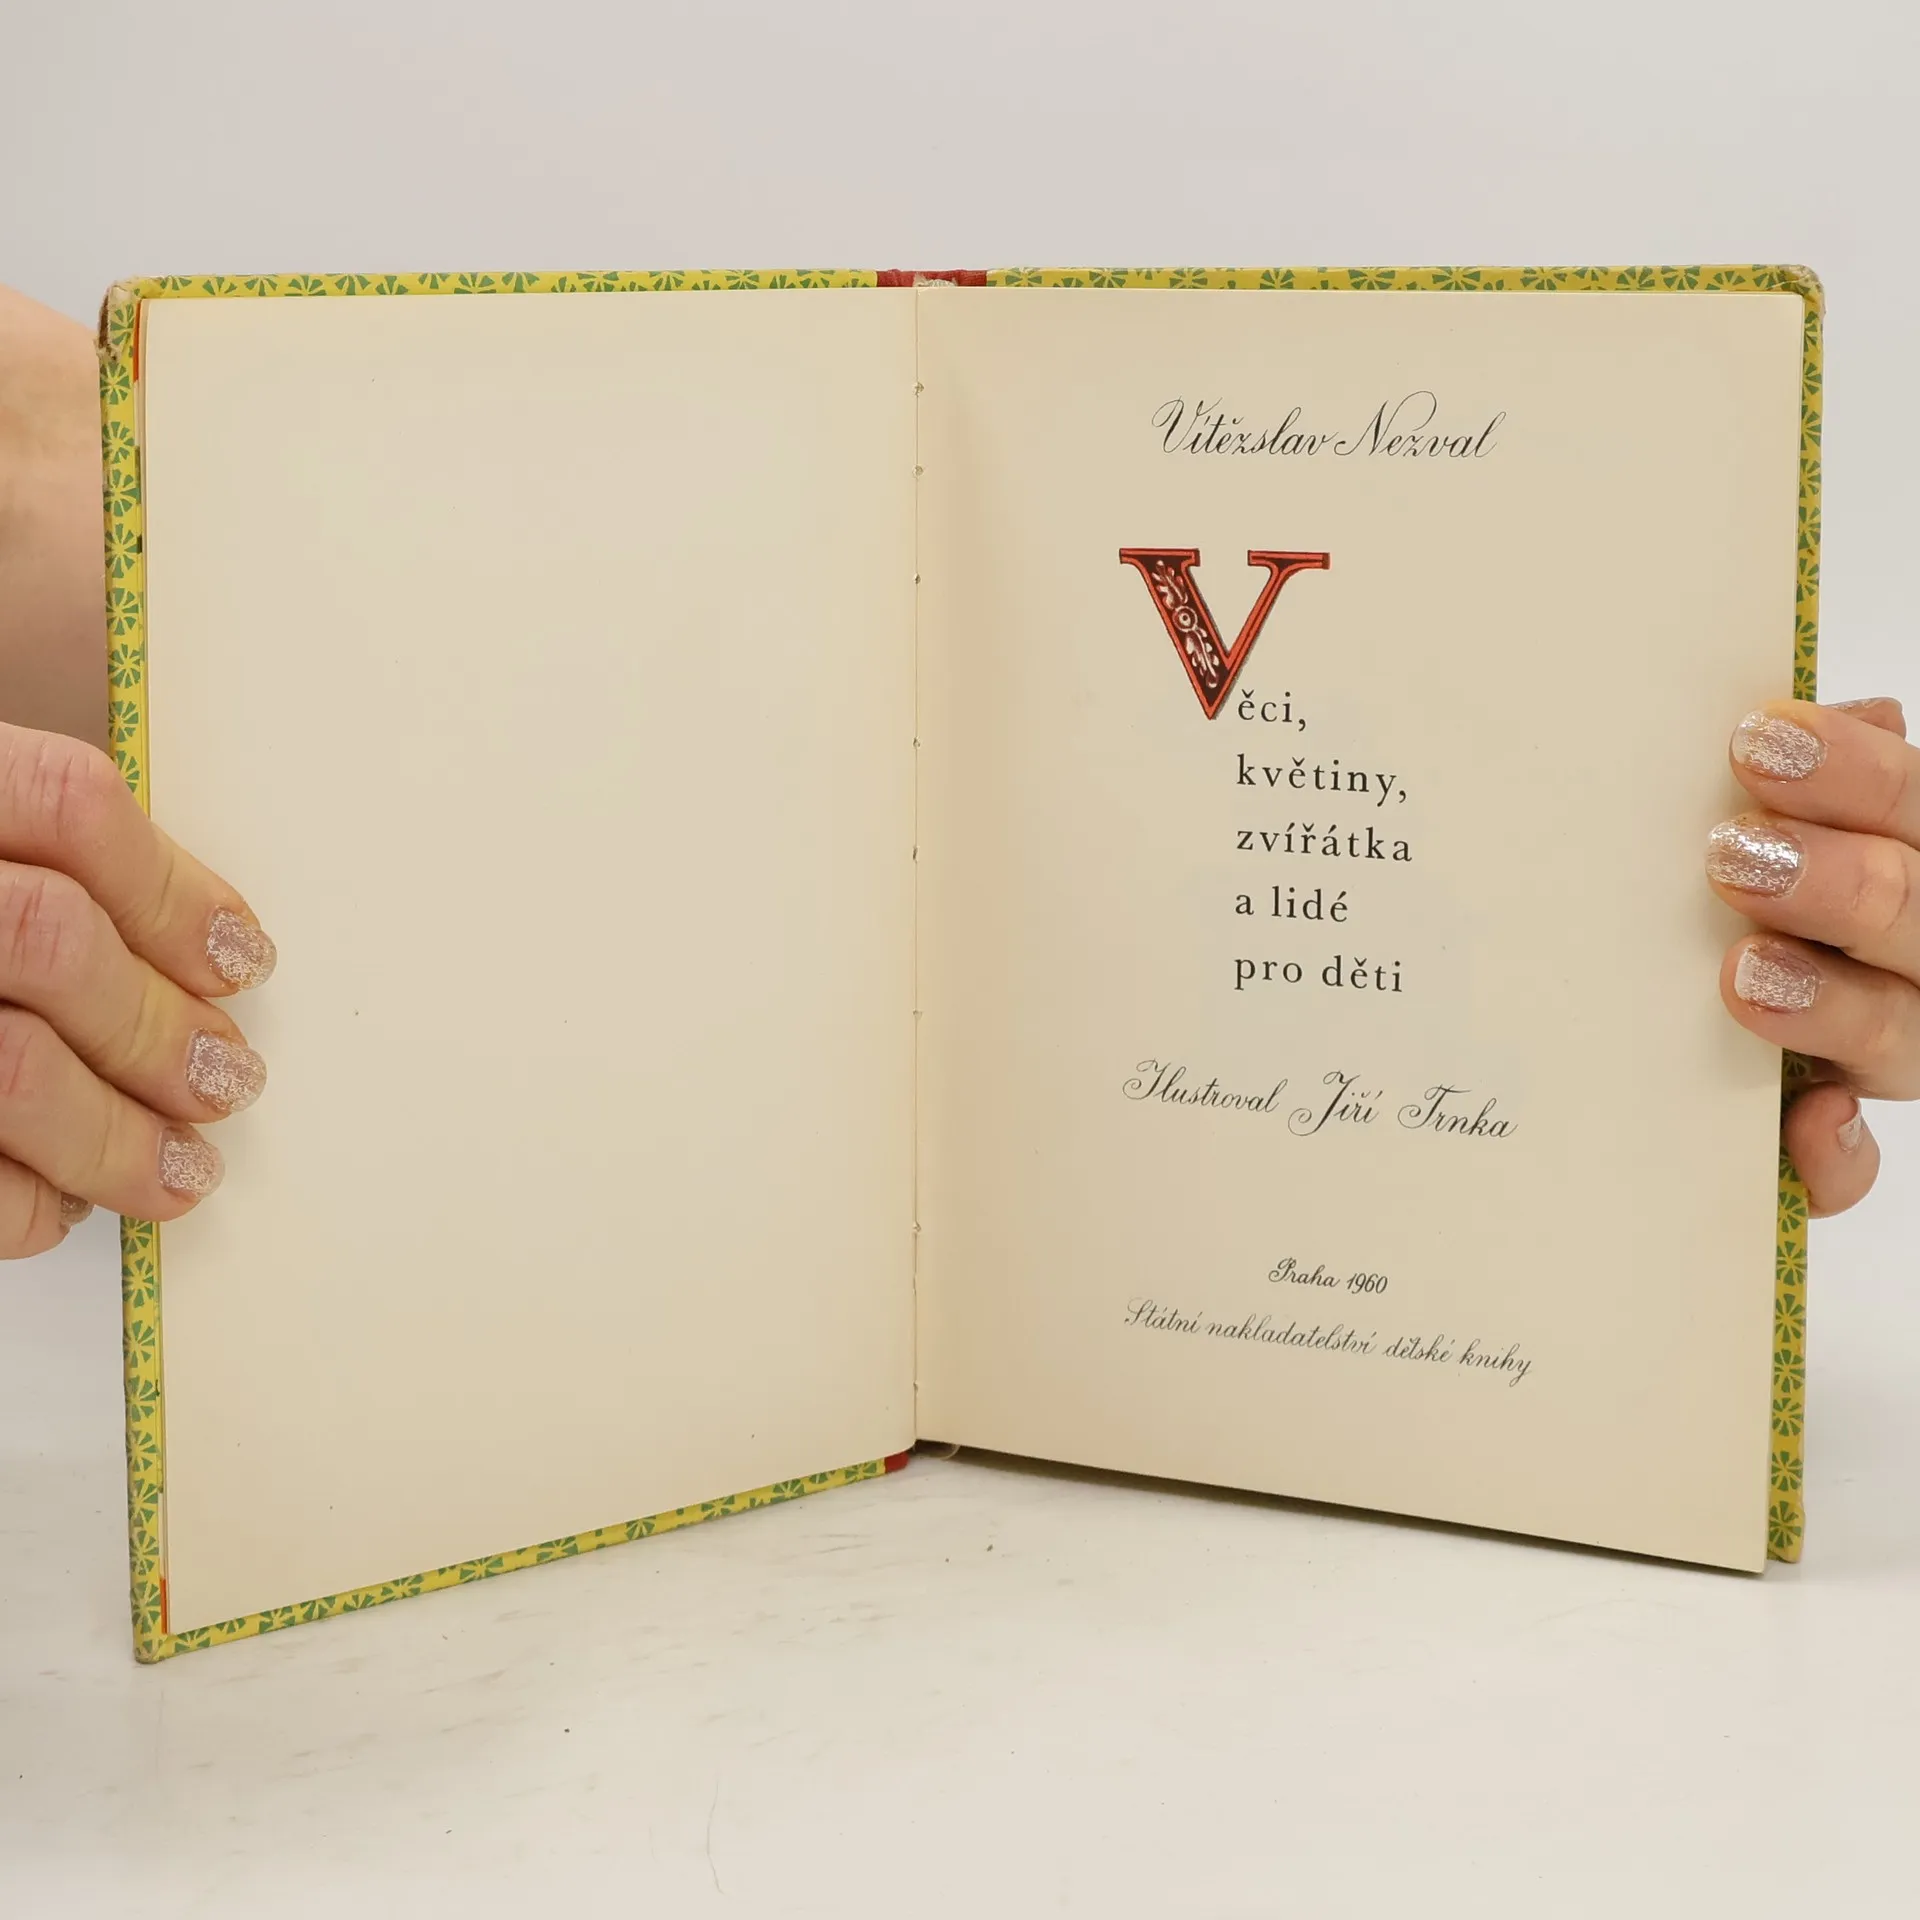 Vítězslav Nezval
Věci,
květiny,
zvířátka
a lidé
pro děti
Ilustroval Jiří Trnka
Praha 1960
Státní nakladatelství dětské knihy